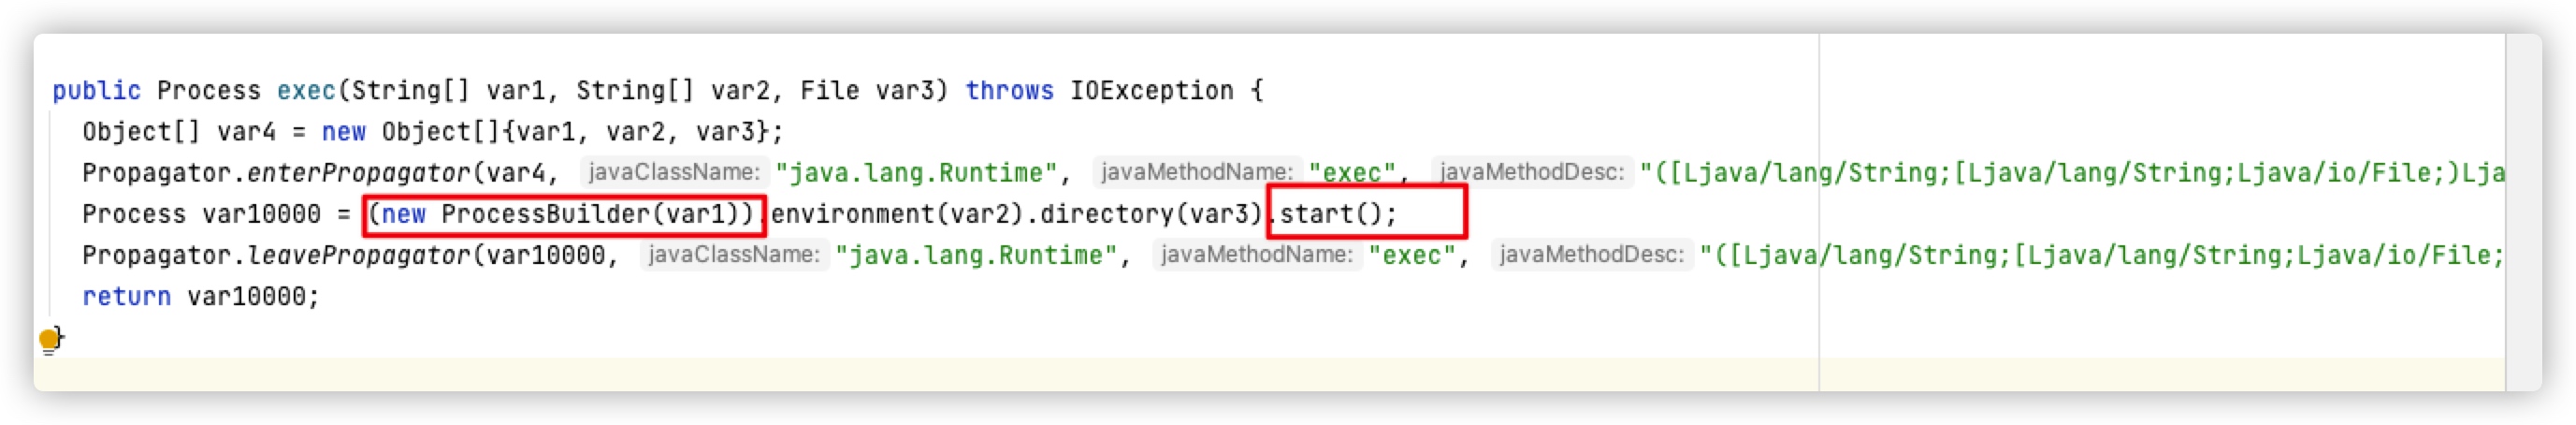 public Process exec(String[] var1, String[] var2, File var3) throws IOException {
Object[] var4 = new Object[]{var1, var2, var3};
Propagator.enterPropagator(var4, javaClassName: "java.lang.Runtime", javaMethodName: "exec", javaMethodDesc: "([Ljava/lang/String;[Ljava/lang/String;Ljava/io/File;)Lja
Process var10000 = (new ProcessBuilder(var1)).environment(var2).directory(var3).start();
Propagator.leavePropagator(var10000, javaClassName: "java.lang.Runtime", javaMethodName: "exec", javaMethodDesc: "([Ljava/lang/String;[Ljava/lang/String;Ljava/io/File;
return var10000;
}